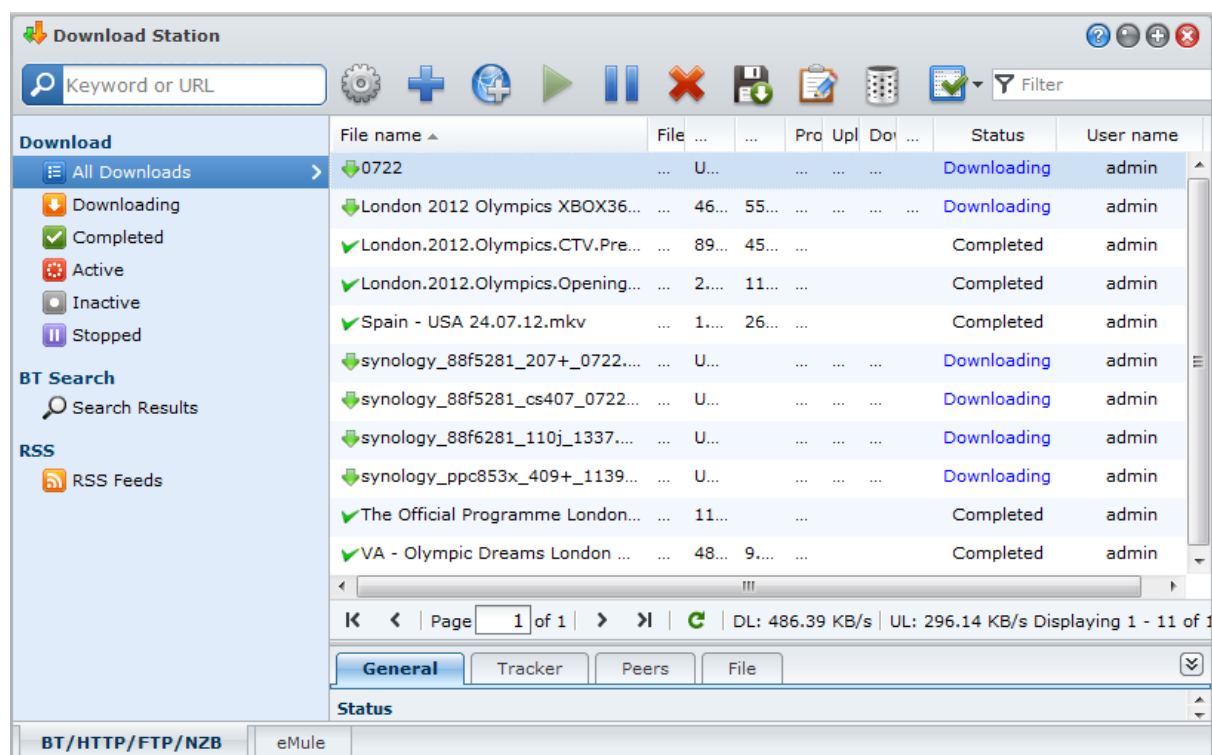 Download Station
Keyword or URL
Filter
Download
All Downloads
Downloading
Completed
Active
Inactive
Stopped
BT Search
Search Results
RSS
RSS Feeds
File name File ... ... Pro Upl Dow ... Status User name
0722 ... U... ... ... ... Downloading admin
London 2012 Olympics XBOX36... ... 46... 55... ... ... ... ... Downloading admin
London.2012.Olympics.CTV.Pre... ... 89... 45... ... Completed admin
London.2012.Olympics.Opening... ... 2.... 11... ... Completed admin
Spain - USA 24.07.12.mkv ... 1.... 26... ... Completed admin
synology_88f5281_207+_0722.... ... U... ... ... ... Downloading admin
synology_88f5281_cs407_0722... ... U... ... ... ... Downloading admin
synology_88f6281_110j_1337.... ... U... ... ... ... Downloading admin
synology_ppc853x_409+_1139... ... U... ... ... ... Downloading admin
The Official Programme London... ... 11... ... Completed admin
VA - Olympic Dreams London ... ... 48... 9.... ... Completed admin
Page 1 of 1 DL: 486.39 KB/s UL: 296.14 KB/s Displaying 1 - 11 of 1
General Tracker Peers File
Status
BT/HTTP/FTP/NZB eMule